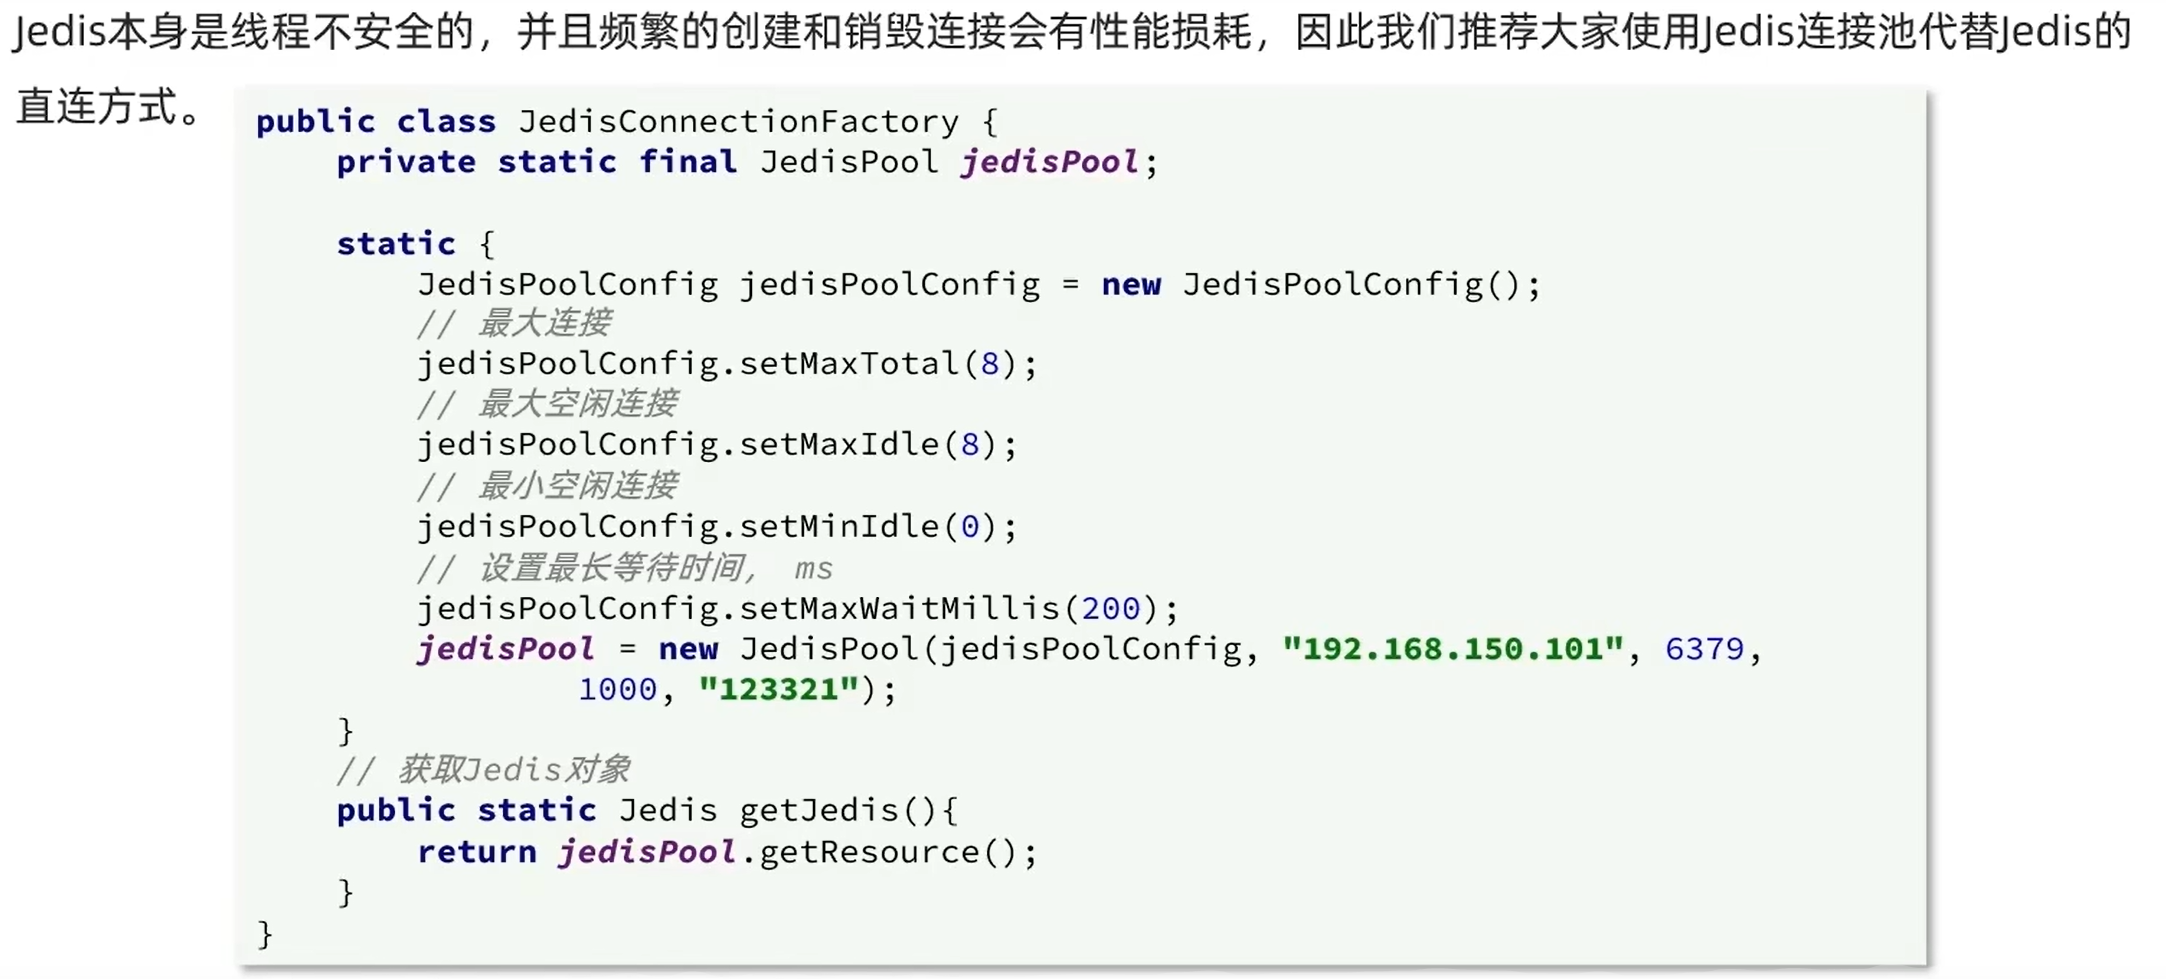 Jedis本身是线程不安全的，并且频繁的创建和销毁连接会有性能损耗，因此我们推荐大家使用Jedis连接池代替Jedis的
直连方式。
public class JedisConnectionFactory {
    private static final JedisPool jedisPool;

    static {
        JedisPoolConfig jedisPoolConfig = new JedisPoolConfig();
        // 最大连接
        jedisPoolConfig.setMaxTotal(8);
        // 最大空闲连接
        jedisPoolConfig.setMaxIdle(8);
        // 最小空闲连接
        jedisPoolConfig.setMinIdle(0);
        // 设置最长等待时间， ms
        jedisPoolConfig.setMaxWaitMillis(200);
        jedisPool = new JedisPool(jedisPoolConfig, "192.168.150.101", 6379,
                1000, "123321");
    }
    // 获取Jedis对象
    public static Jedis getJedis(){
        return jedisPool.getResource();
    }
}